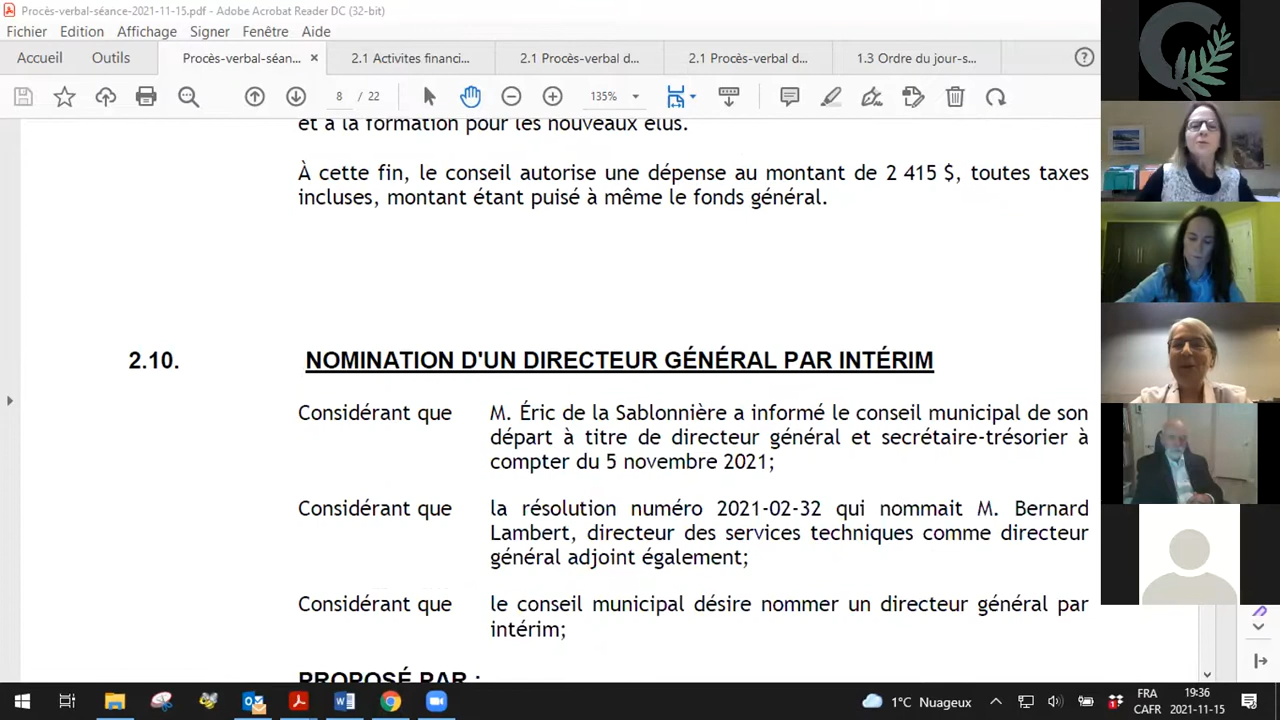 Procès-verbal-séance-2021-11-15.pdf - Adobe Acrobat Reader DC (32-bit)
Fichier Edition Affichage Signer Fenêtre Aide
Accueil Outils Procès-verbal-séan... × 2.1 Activites financi... 2.1 Procès-verbal d... 2.1 Procès-verbal d... 1.3 Ordre du jour-s...
8 / 22 135%
et à la formation pour les nouveaux élus.
À cette fin, le conseil autorise une dépense au montant de 2 415 $, toutes taxes
incluses, montant étant puisé à même le fonds général.
2.10. NOMINATION D'UN DIRECTEUR GÉNÉRAL PAR INTÉRIM
Considérant que M. Éric de la Sablonnière a informé le conseil municipal de son
départ à titre de directeur général et secrétaire-trésorier à
compter du 5 novembre 2021;
Considérant que la résolution numéro 2021-02-32 qui nommait M. Bernard
Lambert, directeur des services techniques comme directeur
général adjoint également;
Considérant que le conseil municipal désire nommer un directeur général par
intérim;
PROPOSÉ PAR :
1°C Nuageux
FRA
CAFR
19:36
2021-11-15